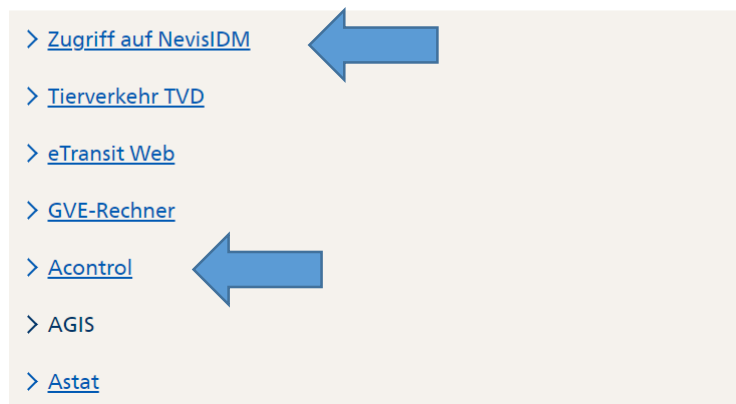 Zugriff auf NevisIDM
Tierverkehr TVD
eTransit Web
GVE-Rechner
Acontrol
AGIS
Astat